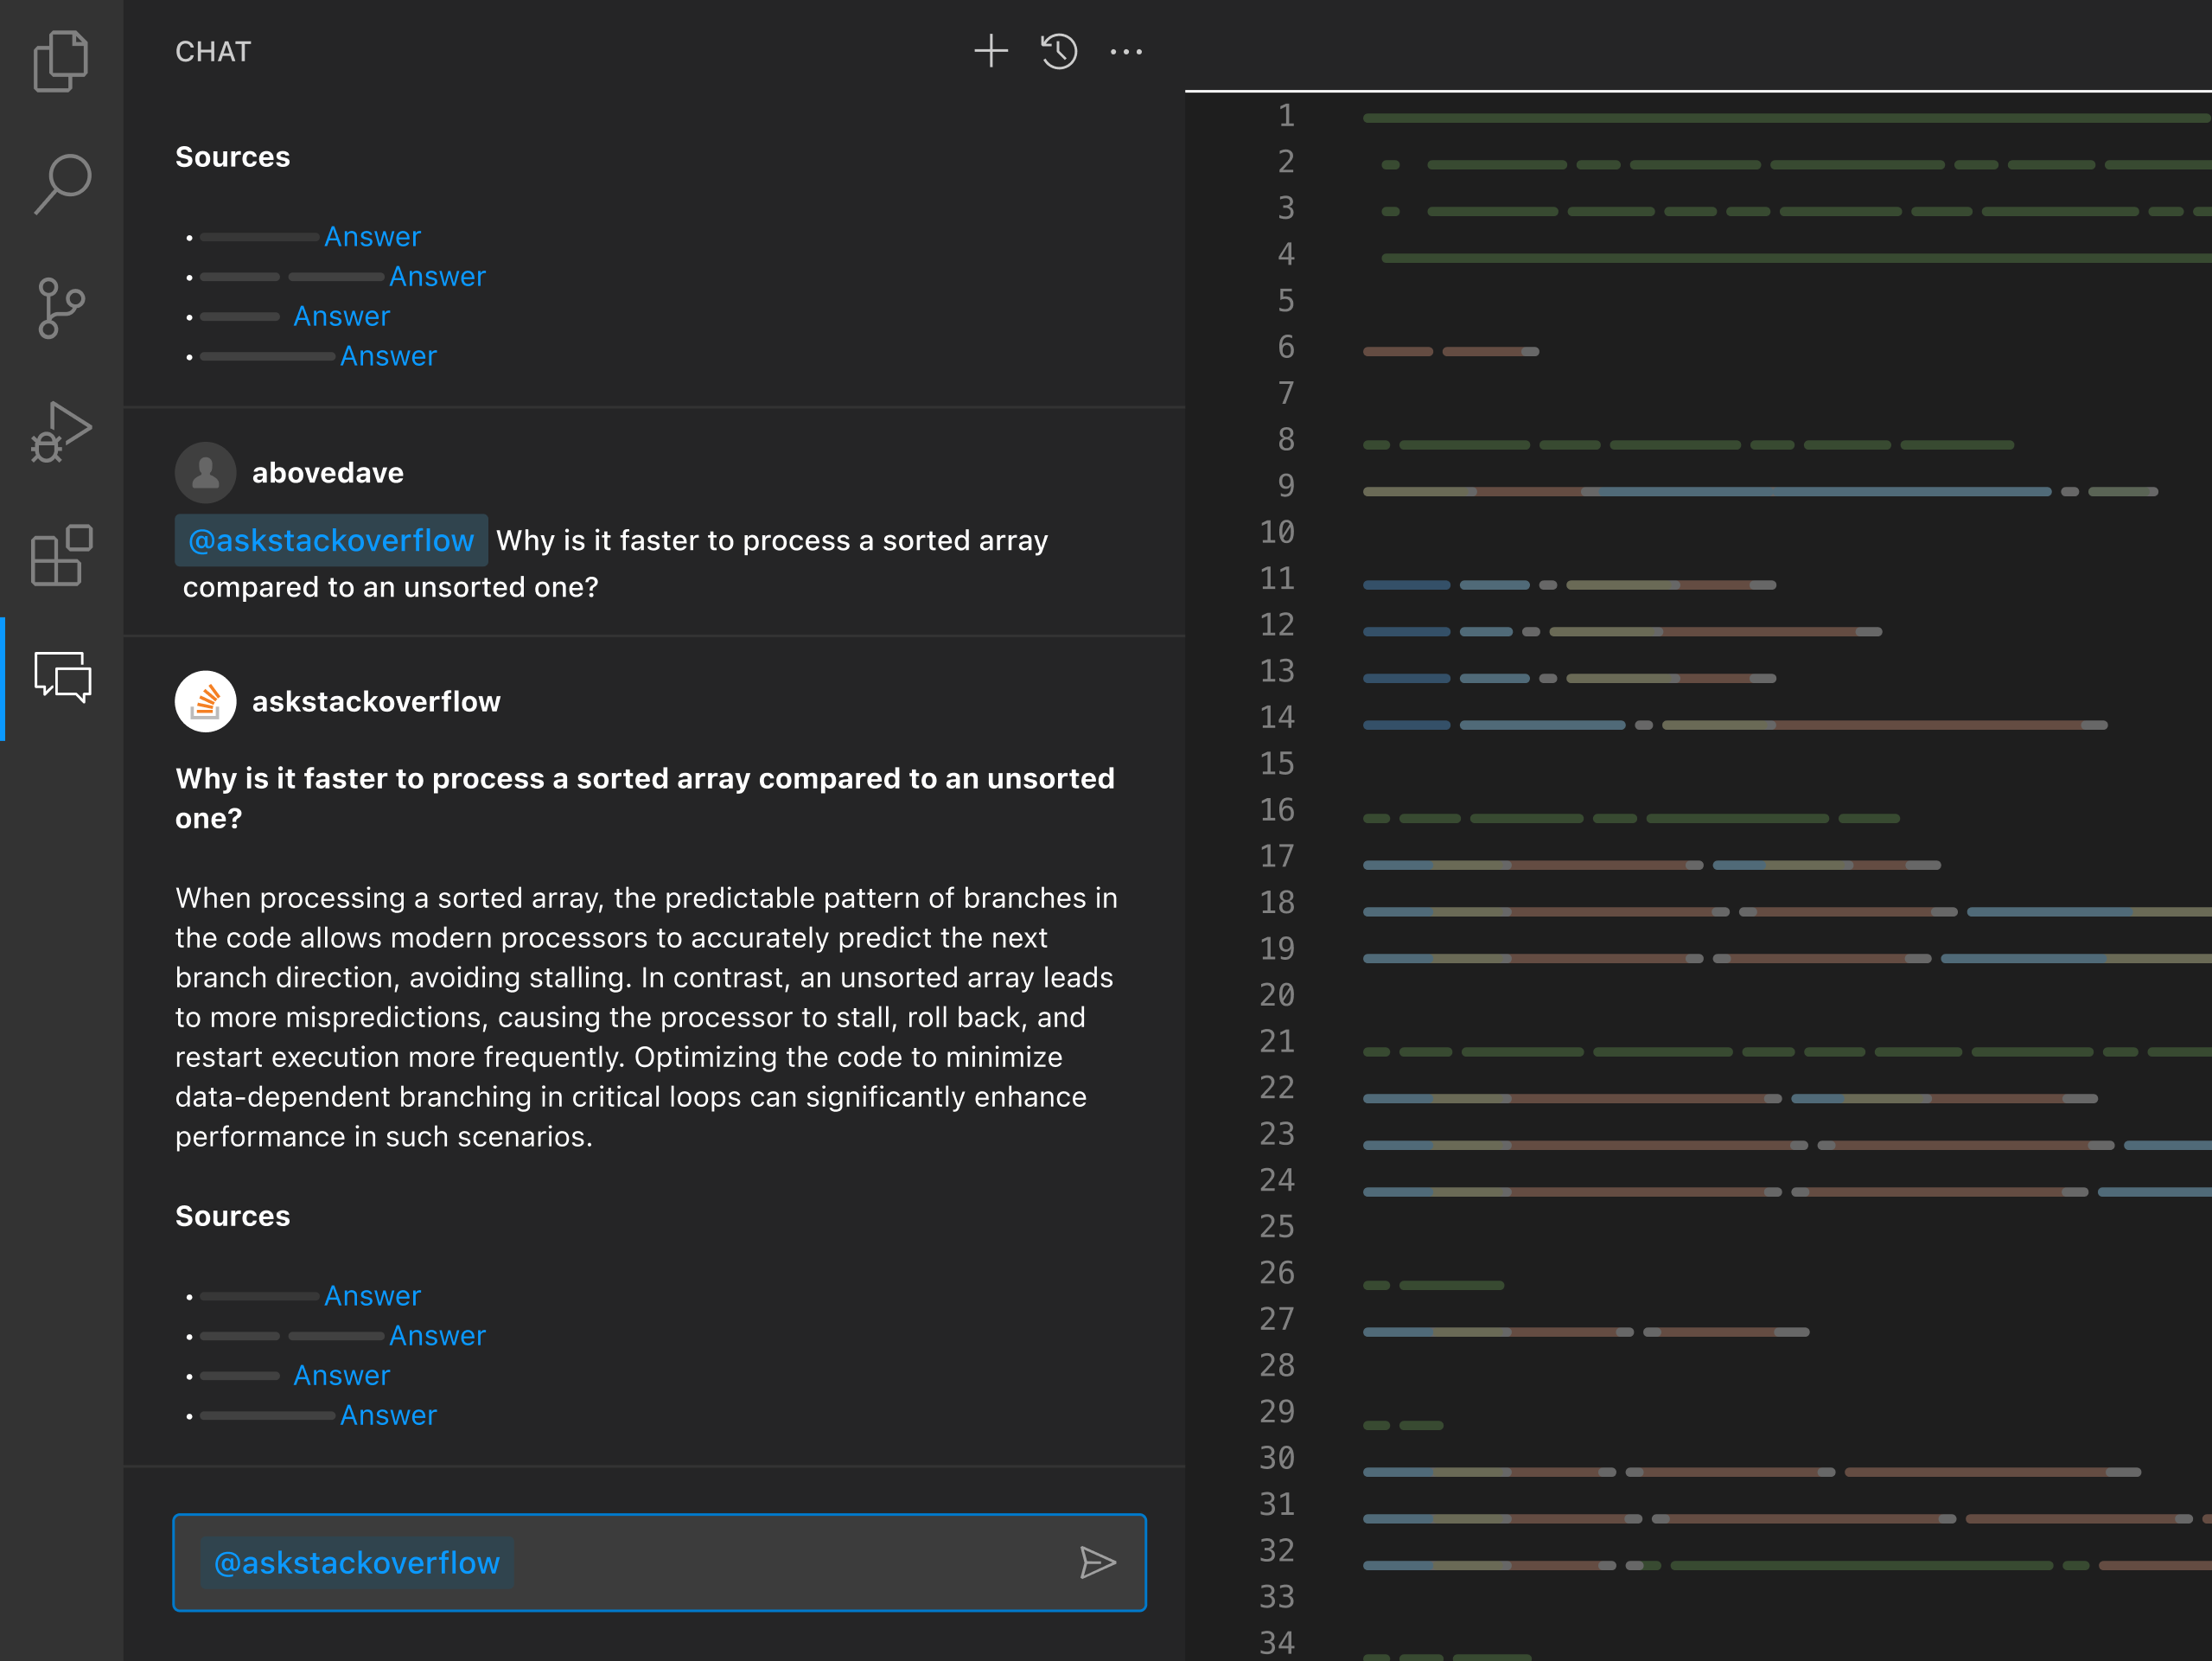 CHAT
Sources
• Answer
• Answer
• Answer
• Answer
abovedave
@askstackoverflow Why is it faster to process a sorted array
compared to an unsorted one?
askstackoverflow
Why is it faster to process a sorted array compared to an unsorted
one?
When processing a sorted array, the predictable pattern of branches in
the code allows modern processors to accurately predict the next
branch direction, avoiding stalling. In contrast, an unsorted array leads
to more mispredictions, causing the processor to stall, roll back, and
restart execution more frequently. Optimizing the code to minimize
data-dependent branching in critical loops can significantly enhance
performance in such scenarios.
Sources
• Answer
• Answer
• Answer
• Answer
@askstackoverflow
1
2
3
4
5
6
7
8
9
10
11
12
13
14
15
16
17
18
19
20
21
22
23
24
25
26
27
28
29
30
31
32
33
34